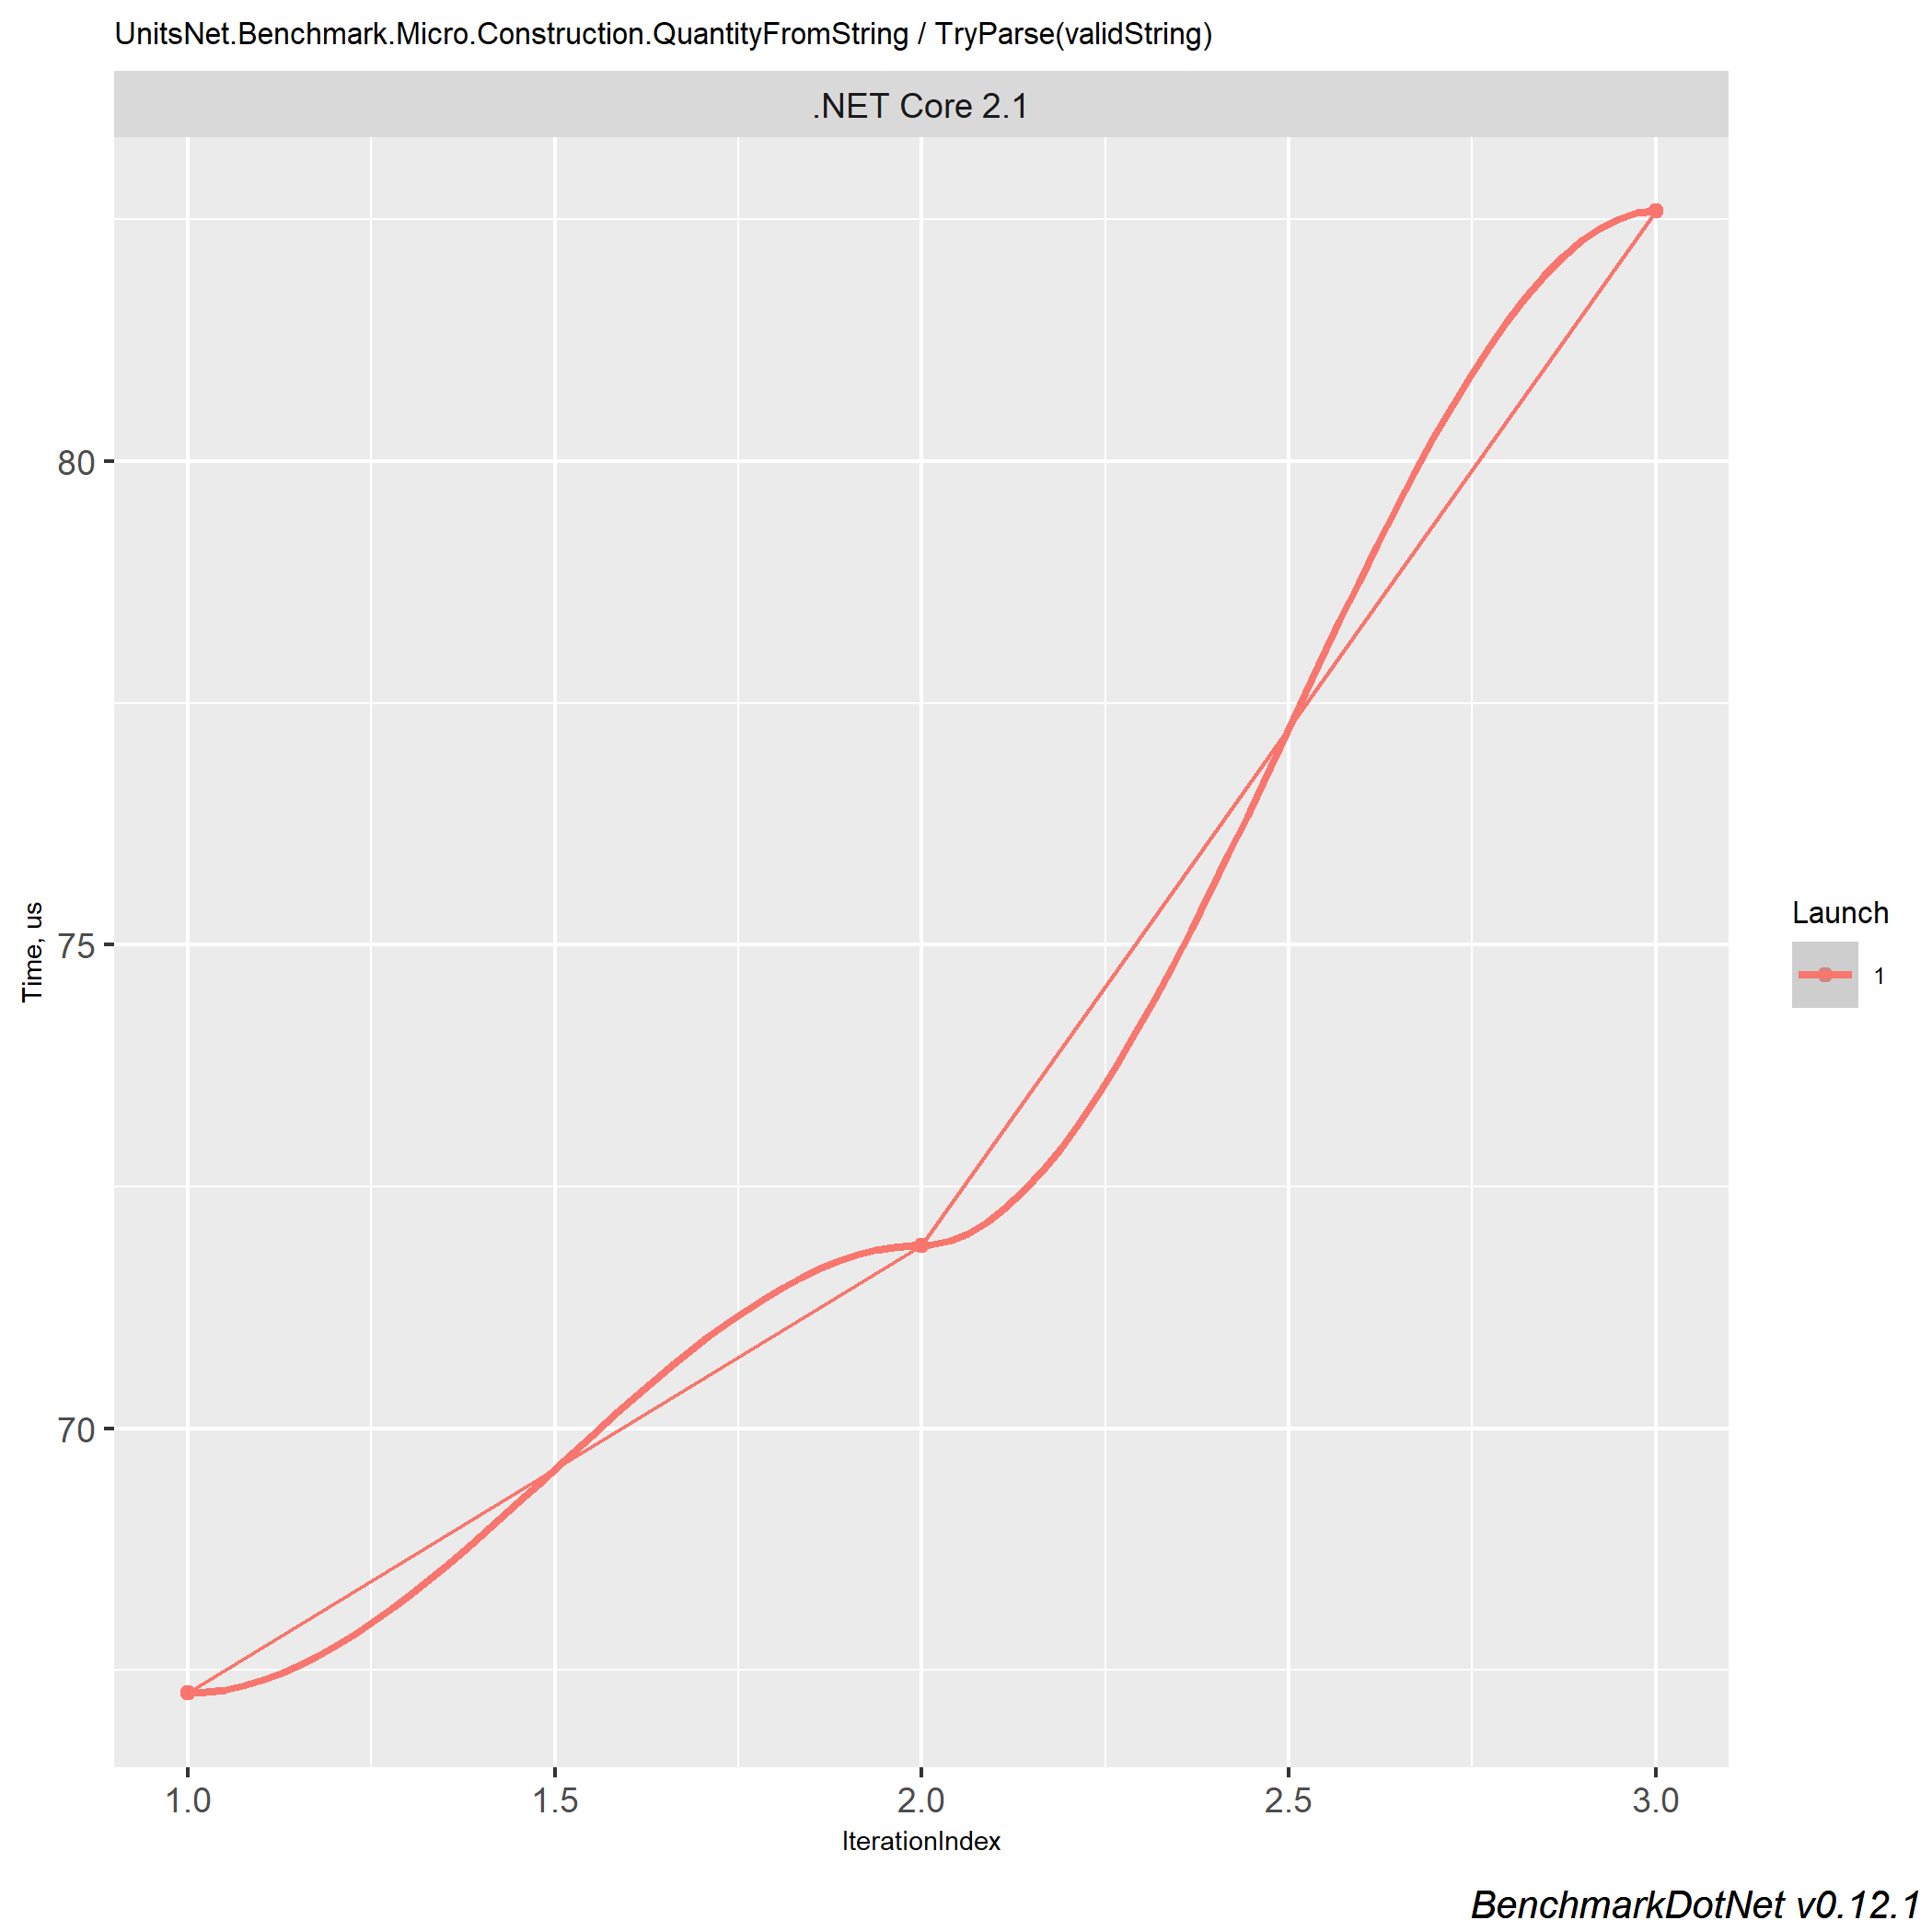 UnitsNet.Benchmark.Micro.Construction.QuantityFromString / TryParse(validString)
.NET Core 2.1
80
75
70
Time, us
1.0 1.5 2.0 2.5 3.0
IterationIndex
Launch
1
BenchmarkDotNet v0.12.1